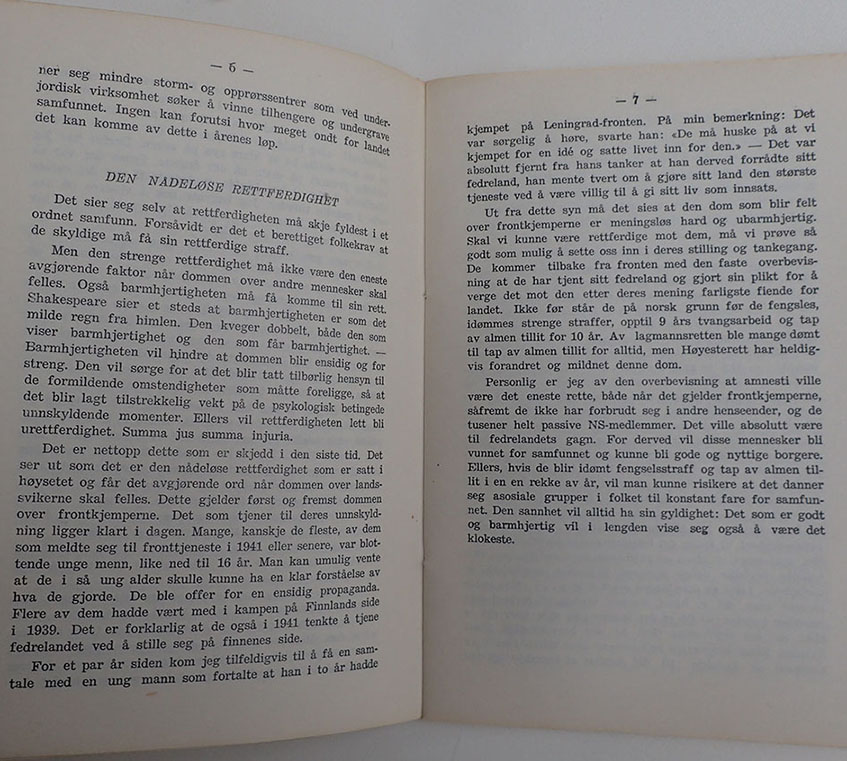 — 6 —
ner seg mindre storm- og opprørssentrer som ved under-
jordisk virksomhet søker å vinne tilhengere og undergrave
samfunnet. Ingen kan forutsi hvor meget ondt for landet
det kan komme av dette i årenes løp.
DEN NÅDELØSE RETTFERDIGHET
Det sier seg selv at rettferdigheten må skje fyldest i et
ordnet samfunn. Forsåvidt er det et berettiget folkekrav at
de skyldige må få sin rettferdige straff.
Men den strenge rettferdighet må ikke være den eneste
avgjørende faktor når dommen over andre mennesker skal
felles. Også barmhjertigheten må få komme til sin rett.
Shakespeare sier et steds at barmhjertigheten er som det
milde regn fra himlen. Den kveger dobbelt, både den som
viser barmhjertighet og den som får barmhjertighet. —
Barmhjertigheten vil hindre at dommen blir ensidig og for
streng. Den vil sørge for at det blir tatt tilbørlig hensyn til
de formildende omstendigheter som måtte foreligge, så at
det blir lagt tilstrekkelig vekt på de psykologisk betingede
unnskyldende momenter. Ellers vil rettferdigheten lett bli
urettferdighet. Summa jus summa injuria.
Det er nettopp dette som er skjedd i den siste tid. Det
ser ut som det er den nådeløse rettferdighet som er satt i
høysetet og får det avgjørende ord når dommen over lands-
svikerne skal felles. Dette gjelder først og fremst dommen
over frontkjemperne. Det som tjener til deres unnskyld-
ning ligger klart i dagen. Mange, kanskje de fleste, av dem
som meldte seg til fronttjeneste i 1941 eller senere, var blot-
tende unge menn, like ned til 16 år. Man kan umulig vente
at de i så ung alder skulle kunne ha en klar forståelse av
hva de gjorde. De ble offer for en ensidig propaganda.
Flere av dem hadde vært med i kampen på Finnlands side
i 1939. Det er forklarlig at de også i 1941 tenkte å tjene
fedrelandet ved å stille seg på finnenes side.
For et par år siden kom jeg tilfeldigvis til å få en sam-
tale med en ung mann som fortalte at han i to år hadde
— 7 —
kjempet på Leningrad-fronten. På min bemerkning: Det
var sørgelig å høre, svarte han: «De må huske på at vi
kjempet for en idé og satte livet inn for den.» — Det var
absolutt fjernt fra hans tanker at han derved forrådte sitt
fedreland, han mente tvert om å gjøre sitt land den største
tjeneste ved å være villig til å gi sitt liv som innsats.
Ut fra dette syn må det sies at den dom som blir felt
over frontkjemperne er meningsløs hard og ubarmhjertig.
Skal vi kunne være rettferdige mot dem, må vi prøve så
godt som mulig å sette oss inn i deres stilling og tankegang.
De kommer tilbake fra fronten med den faste overbevis-
ning at de har tjent sitt fedreland og gjort sin plikt for å
verge det mot den etter deres mening farligste fiende for
landet. Ikke før står de på norsk grunn før de fengsles,
idømmes strenge straffer, opptil 9 års tvangsarbeid og tap
av almen tillit for 10 år. Av lagmannsretten ble mange dømt
til tap av almen tillit for alltid, men Høyesterett har heldig-
vis forandret og mildnet denne dom.
Personlig er jeg av den overbevisning at amnesti ville
være det eneste rette, både når det gjelder frontkjemperne,
såfremt de ikke har forbrudt seg i andre henseender, og de
tusener helt passive NS-medlemmer. Det ville absolutt være
til fedrelandets gagn. For derved vil disse mennesker bli
vunnet for samfunnet og kunne bli gode og nyttige borgere.
Ellers, hvis de blir idømt fengselsstraff og tap av almen til-
lit i en en rekke av år, vil man kunne risikere at det danner
seg asosiale grupper i folket til konstant fare for samfun-
net. Den sannhet vil alltid ha sin gyldighet: Det som er godt
og barmhjertig vil i lengden vise seg også å være det
klokeste.